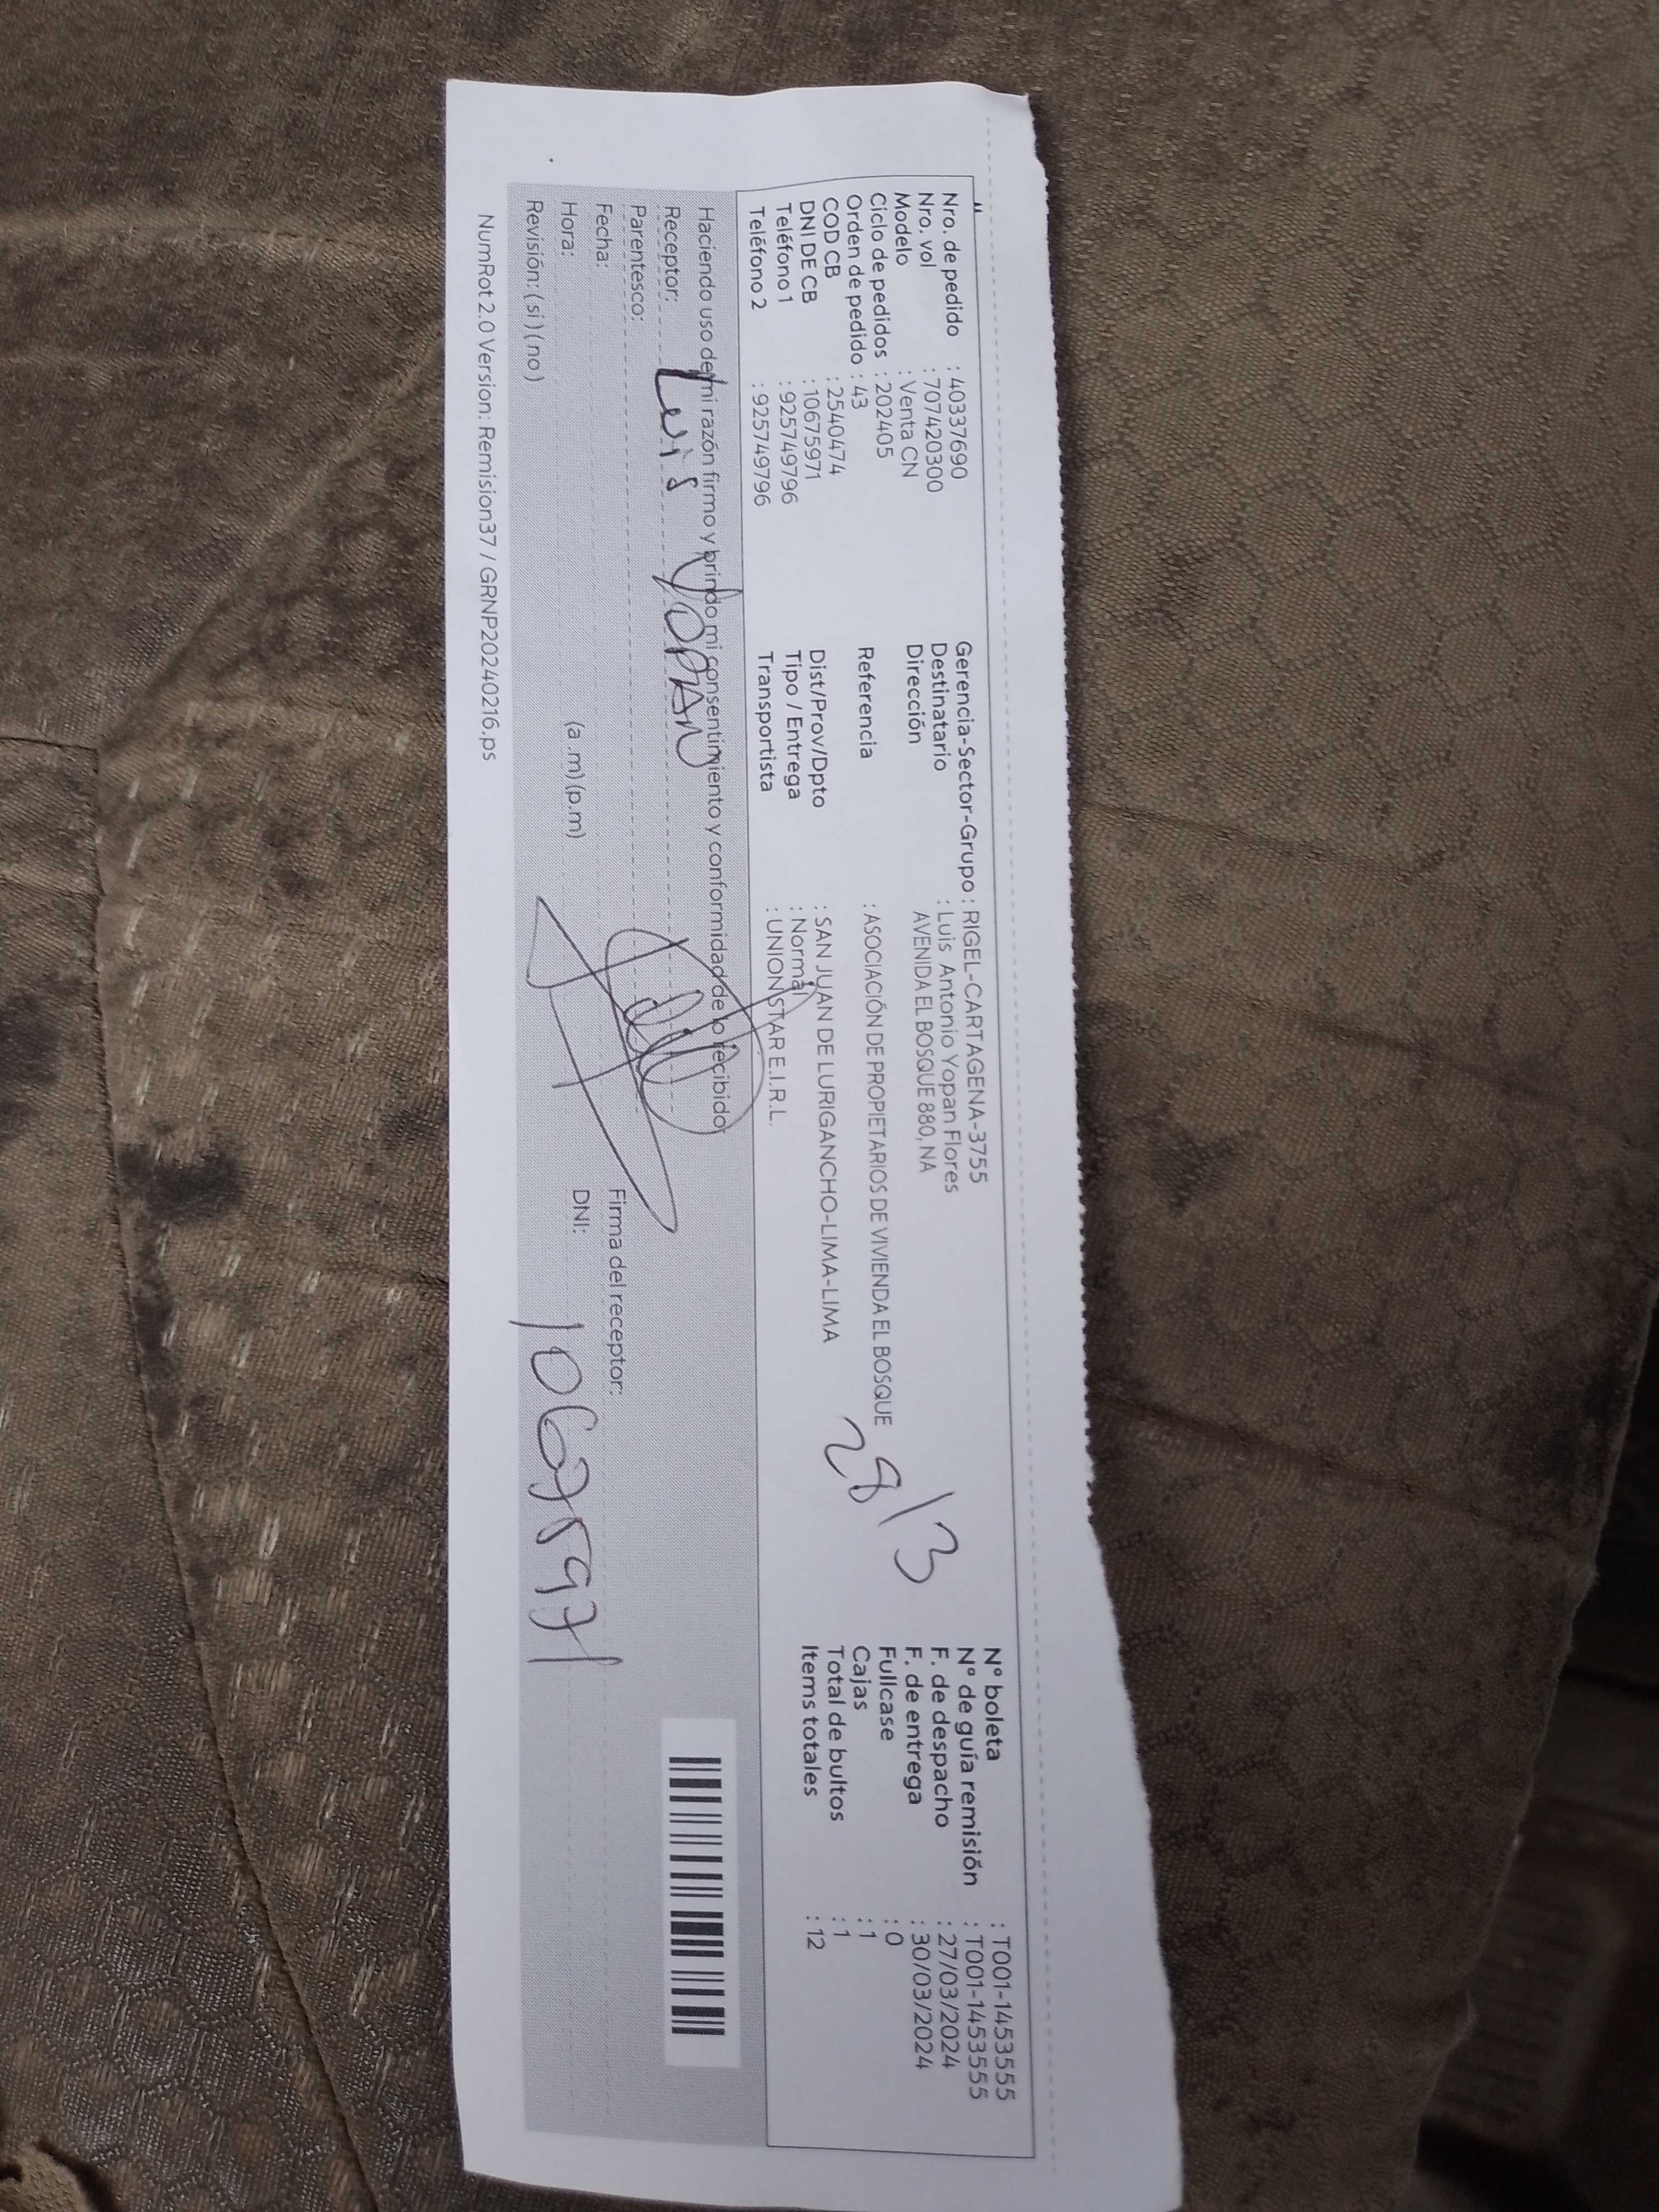 Nro. de pedido : 40337690
Nro. vol : 707420300
Modelo : Venta CN
Ciclo de pedidos : 202405
Orden de pedido : 43
COD CB : 2540474
DNI DE CB : 10675971
Teléfono 1 : 925749796
Teléfono 2 : 925749796
Gerencia-Sector-Grupo : RIGEL-CARTAGENA-3755
Destinatario : Luis Antonio Yopan Flores
Dirección AVENIDA EL BOSQUE 880, NA
Referencia : ASOCIACIÓN DE PROPIETARIOS DE VIVIENDA EL BOSQUE
Dist/Prov/Dpto : SAN JUAN DE LURIGANCHO-LIMA-LIMA
Tipo / Entrega : Normal
Transportista : UNION STAR E.I.R.L.
28/3
N° boleta : T001-1453555
N° de guía remisión : T001-1453555
F. de despacho : 27/03/2024
F. de entrega : 30/03/2024
Fullcase : 0
Cajas : 1
Total de bultos : 1
Items totales : 12
Haciendo uso de mi razón firmo y brindo mi consentimiento y conformidad de lo recibido.
Receptor: Luis YOPAN
Parentesco:
Fecha:
Hora: (a .m) (p.m)
Revisión: ( si ) ( no )
Firma del receptor:
DNI: 10675971
NumRot 2.0 Version: Remision37 / GRNP20240216.ps